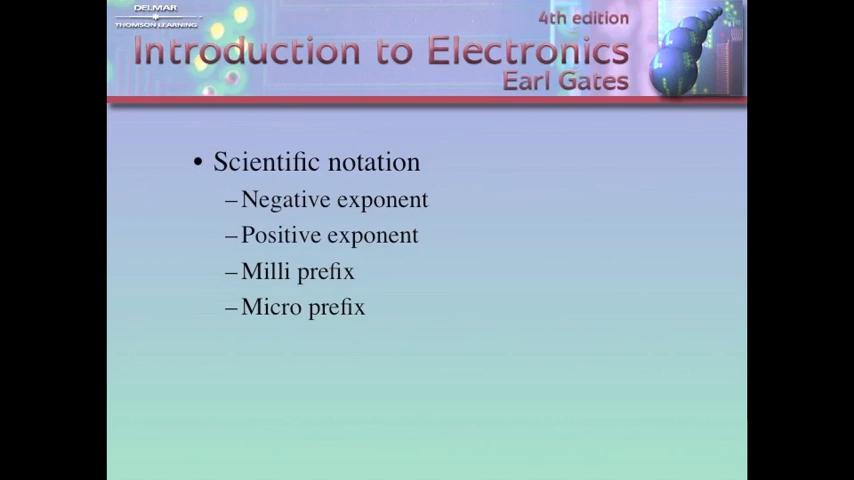 DELMAR
THOMSON LEARNING
4th edition
Introduction to Electronics
Earl Gates
• Scientific notation
– Negative exponent
– Positive exponent
– Milli prefix
– Micro prefix